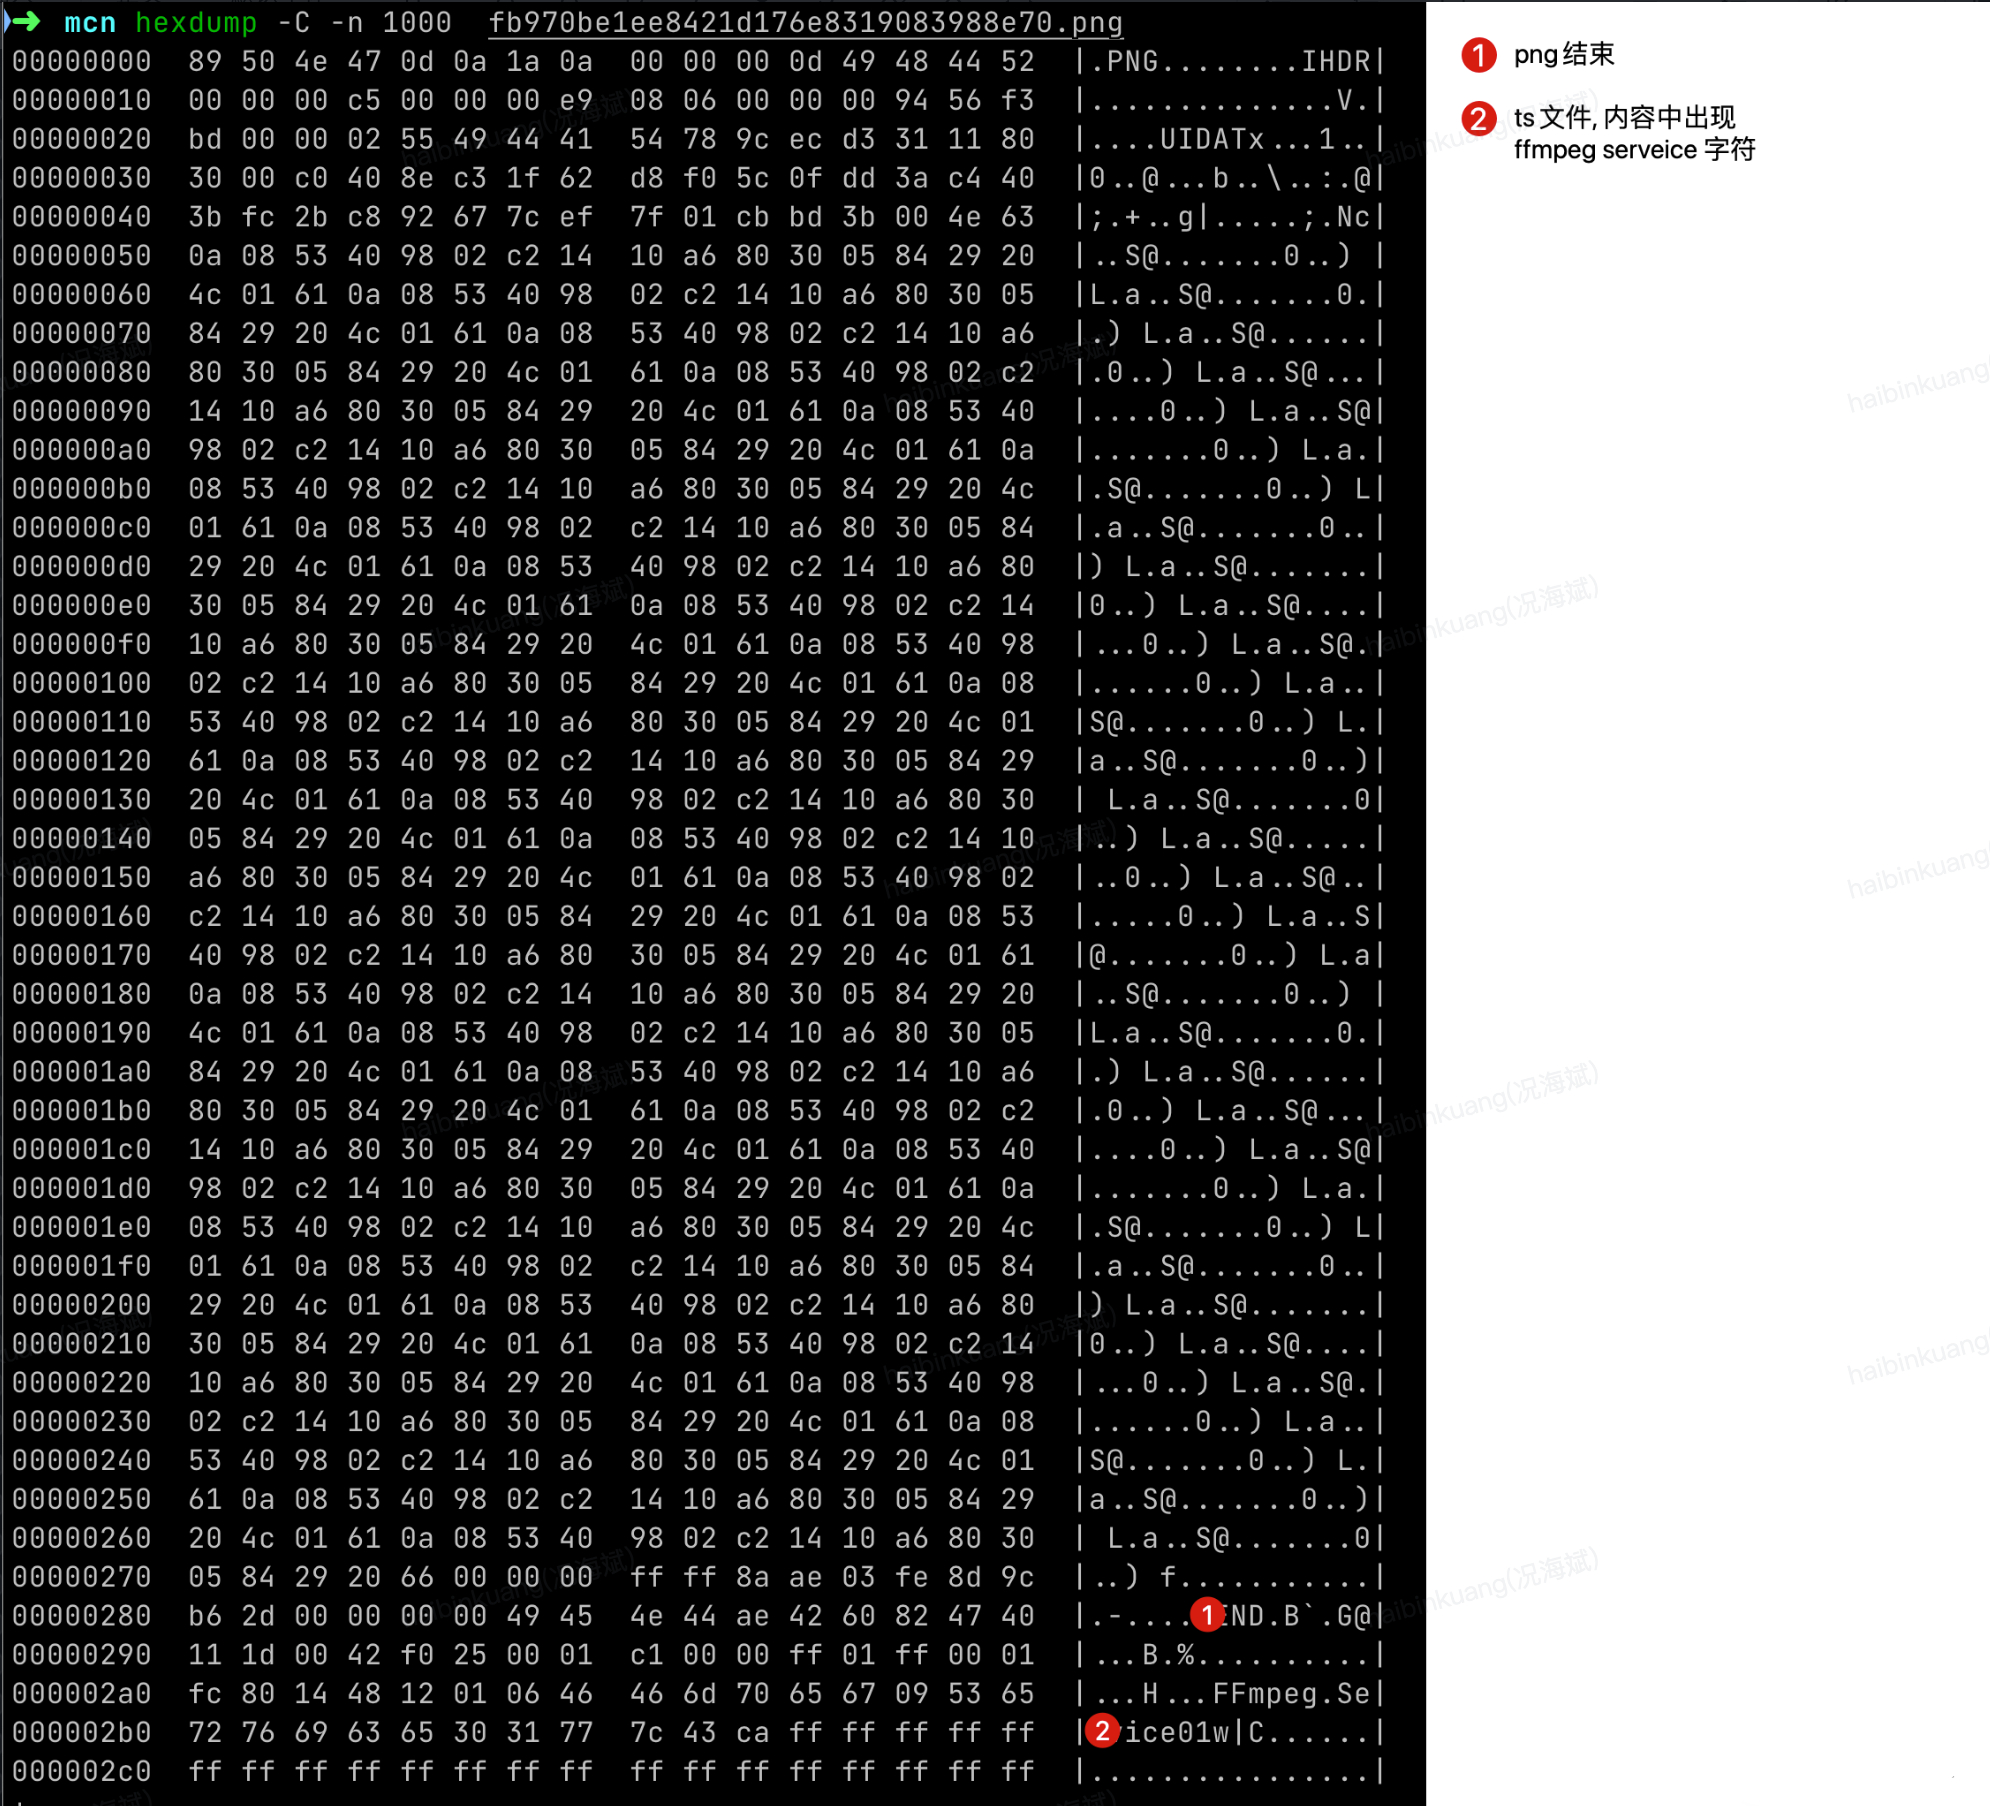 ➜ mcn hexdump -C -n 1000 fb970be1ee8421d176e8319083988e70.png
00000000 89 50 4e 47 0d 0a 1a 0a 00 00 00 0d 49 48 44 52 |.PNG........IHDR|
00000010 00 00 00 c5 00 00 00 e9 08 06 00 00 00 94 56 f3 |..............V.|
00000020 bd 00 00 02 55 49 44 41 54 78 9c ec d3 31 11 80 |....UIDATx...1..|
00000030 30 00 c0 40 8e c3 1f 62 d8 f0 5c 0f dd 3a c4 40 |0..@...b..\..:.@|
00000040 3b fc 2b c8 92 67 7c ef 7f 01 cb bd 3b 00 4e 63 |;.+..g|.....;.Nc|
00000050 0a 08 53 40 98 02 c2 14 10 a6 80 30 05 84 29 20 |..S@.......0..) |
00000060 4c 01 61 0a 08 53 40 98 02 c2 14 10 a6 80 30 05 |L.a..S@.......0.|
00000070 84 29 20 4c 01 61 0a 08 53 40 98 02 c2 14 10 a6 |.) L.a..S@......|
00000080 80 30 05 84 29 20 4c 01 61 0a 08 53 40 98 02 c2 |.0..) L.a..S@...|
00000090 14 10 a6 80 30 05 84 29 20 4c 01 61 0a 08 53 40 |....0..) L.a..S@|
000000a0 98 02 c2 14 10 a6 80 30 05 84 29 20 4c 01 61 0a |.......0..) L.a.|
000000b0 08 53 40 98 02 c2 14 10 a6 80 30 05 84 29 20 4c |.S@.......0..) L|
000000c0 01 61 0a 08 53 40 98 02 c2 14 10 a6 80 30 05 84 |.a..S@.......0..|
000000d0 29 20 4c 01 61 0a 08 53 40 98 02 c2 14 10 a6 80 |) L.a..S@.......|
000000e0 30 05 84 29 20 4c 01 61 0a 08 53 40 98 02 c2 14 |0..) L.a..S@....|
000000f0 10 a6 80 30 05 84 29 20 4c 01 61 0a 08 53 40 98 |...0..) L.a..S@.|
00000100 02 c2 14 10 a6 80 30 05 84 29 20 4c 01 61 0a 08 |......0..) L.a..|
00000110 53 40 98 02 c2 14 10 a6 80 30 05 84 29 20 4c 01 |S@.......0..) L.|
00000120 61 0a 08 53 40 98 02 c2 14 10 a6 80 30 05 84 29 |a..S@.......0..)|
00000130 20 4c 01 61 0a 08 53 40 98 02 c2 14 10 a6 80 30 | L.a..S@.......0|
00000140 05 84 29 20 4c 01 61 0a 08 53 40 98 02 c2 14 10 |..) L.a..S@.....|
00000150 a6 80 30 05 84 29 20 4c 01 61 0a 08 53 40 98 02 |..0..) L.a..S@..|
00000160 c2 14 10 a6 80 30 05 84 29 20 4c 01 61 0a 08 53 |.....0..) L.a..S|
00000170 40 98 02 c2 14 10 a6 80 30 05 84 29 20 4c 01 61 |@.......0..) L.a|
00000180 0a 08 53 40 98 02 c2 14 10 a6 80 30 05 84 29 20 |..S@.......0..) |
00000190 4c 01 61 0a 08 53 40 98 02 c2 14 10 a6 80 30 05 |L.a..S@.......0.|
000001a0 84 29 20 4c 01 61 0a 08 53 40 98 02 c2 14 10 a6 |.) L.a..S@......|
000001b0 80 30 05 84 29 20 4c 01 61 0a 08 53 40 98 02 c2 |.0..) L.a..S@...|
000001c0 14 10 a6 80 30 05 84 29 20 4c 01 61 0a 08 53 40 |....0..) L.a..S@|
000001d0 98 02 c2 14 10 a6 80 30 05 84 29 20 4c 01 61 0a |.......0..) L.a.|
000001e0 08 53 40 98 02 c2 14 10 a6 80 30 05 84 29 20 4c |.S@.......0..) L|
000001f0 01 61 0a 08 53 40 98 02 c2 14 10 a6 80 30 05 84 |.a..S@.......0..|
00000200 29 20 4c 01 61 0a 08 53 40 98 02 c2 14 10 a6 80 |) L.a..S@.......|
00000210 30 05 84 29 20 4c 01 61 0a 08 53 40 98 02 c2 14 |0..) L.a..S@....|
00000220 10 a6 80 30 05 84 29 20 4c 01 61 0a 08 53 40 98 |...0..) L.a..S@.|
00000230 02 c2 14 10 a6 80 30 05 84 29 20 4c 01 61 0a 08 |......0..) L.a..|
00000240 53 40 98 02 c2 14 10 a6 80 30 05 84 29 20 4c 01 |S@.......0..) L.|
00000250 61 0a 08 53 40 98 02 c2 14 10 a6 80 30 05 84 29 |a..S@.......0..)|
00000260 20 4c 01 61 0a 08 53 40 98 02 c2 14 10 a6 80 30 | L.a..S@.......0|
00000270 05 84 29 20 66 00 00 00 ff ff 8a ae 03 fe 8d 9c |..) f...........|
00000280 b6 2d 00 00 00 00 49 45 4e 44 ae 42 60 82 47 40 |.-....1END.B`.G@|
00000290 11 1d 00 42 f0 25 00 01 c1 00 00 ff 01 ff 00 01 |...B.%..........|
000002a0 fc 80 14 48 12 01 06 46 46 6d 70 65 67 09 53 65 |...H...FFmpeg.Se|
000002b0 72 76 69 63 65 30 31 77 7c 43 ca ff ff ff ff ff |2vice01w|C......|
000002c0 ff ff ff ff ff ff ff ff ff ff ff ff ff ff ff ff |................|
1 png结束
2 ts文件, 内容中出现
ffmpeg serveice 字符
haibinkuang(况海斌)